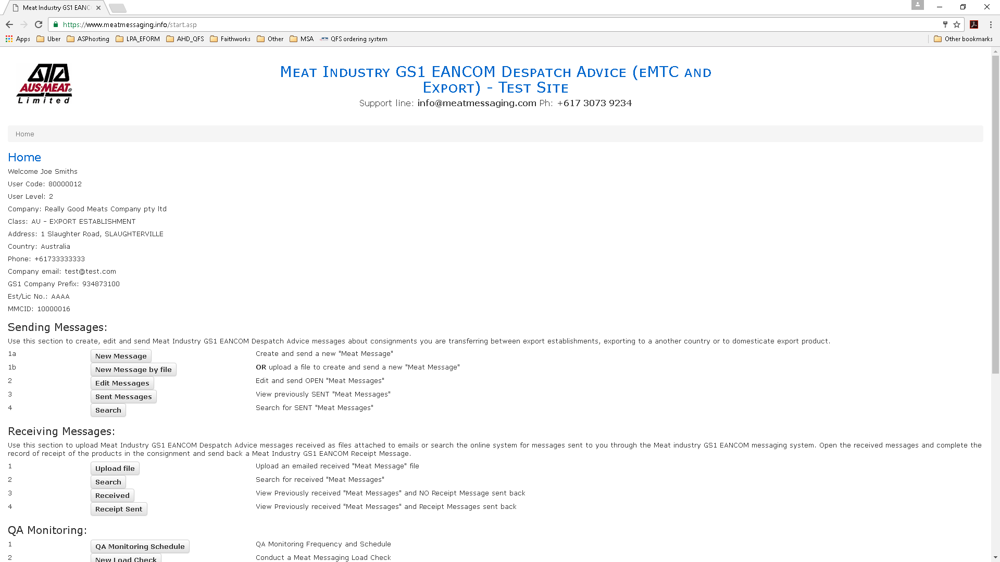 Meat Industry GS1 EANC
https://www.meatmessaging.info/start.asp
Apps Uber ASPhosting LPA_EFORM AHD_QFS Faithworks Other MSA QFS ordering system Other bookmarks
AUS-MEAT®
Limited
Meat Industry GS1 EANCOM Despatch Advice (eMTC and
Export) - Test Site
Support line: info@meatmessaging.com Ph: +617 3073 9234
Home
Home
Welcome Joe Smiths
User Code: 80000012
User Level: 2
Company: Really Good Meats Company pty ltd
Class: AU - EXPORT ESTABLISHMENT
Address: 1 Slaughter Road, SLAUGHTERVILLE
Country: Australia
Phone: +61733333333
Company email: test@test.com
GS1 Company Prefix: 934873100
Est/Lic No.: AAAA
MMCID: 10000016
Sending Messages:
Use this section to create, edit and send Meat Industry GS1 EANCOM Despatch Advice messages about consignments you are transferring between export establishments, exporting to a another country or to domesticate export product.
1a New Message Create and send a new "Meat Message"
1b New Message by file OR upload a file to create and send a new "Meat Message"
2 Edit Messages Edit and send OPEN "Meat Messages"
3 Sent Messages View previously SENT "Meat Messages"
4 Search Search for SENT "Meat Messages"
Receiving Messages:
Use this section to upload Meat Industry GS1 EANCOM Despatch Advice messages received as files attached to emails or search the online system for messages sent to you through the Meat industry GS1 EANCOM messaging system. Open the received messages and complete the
record of receipt of the products in the consignment and send back a Meat Industry GS1 EANCOM Receipt Message.
1 Upload file Upload an emailed received "Meat Message" file
2 Search Search for received "Meat Messages"
3 Received View Previously received "Meat Messages" and NO Receipt Message sent back
4 Receipt Sent View Previously received "Meat Messages" and Receipt Messages sent back
QA Monitoring:
1 QA Monitoring Schedule QA Monitoring Frequency and Schedule
2 New Load Check Conduct a Meat Messaging Load Check